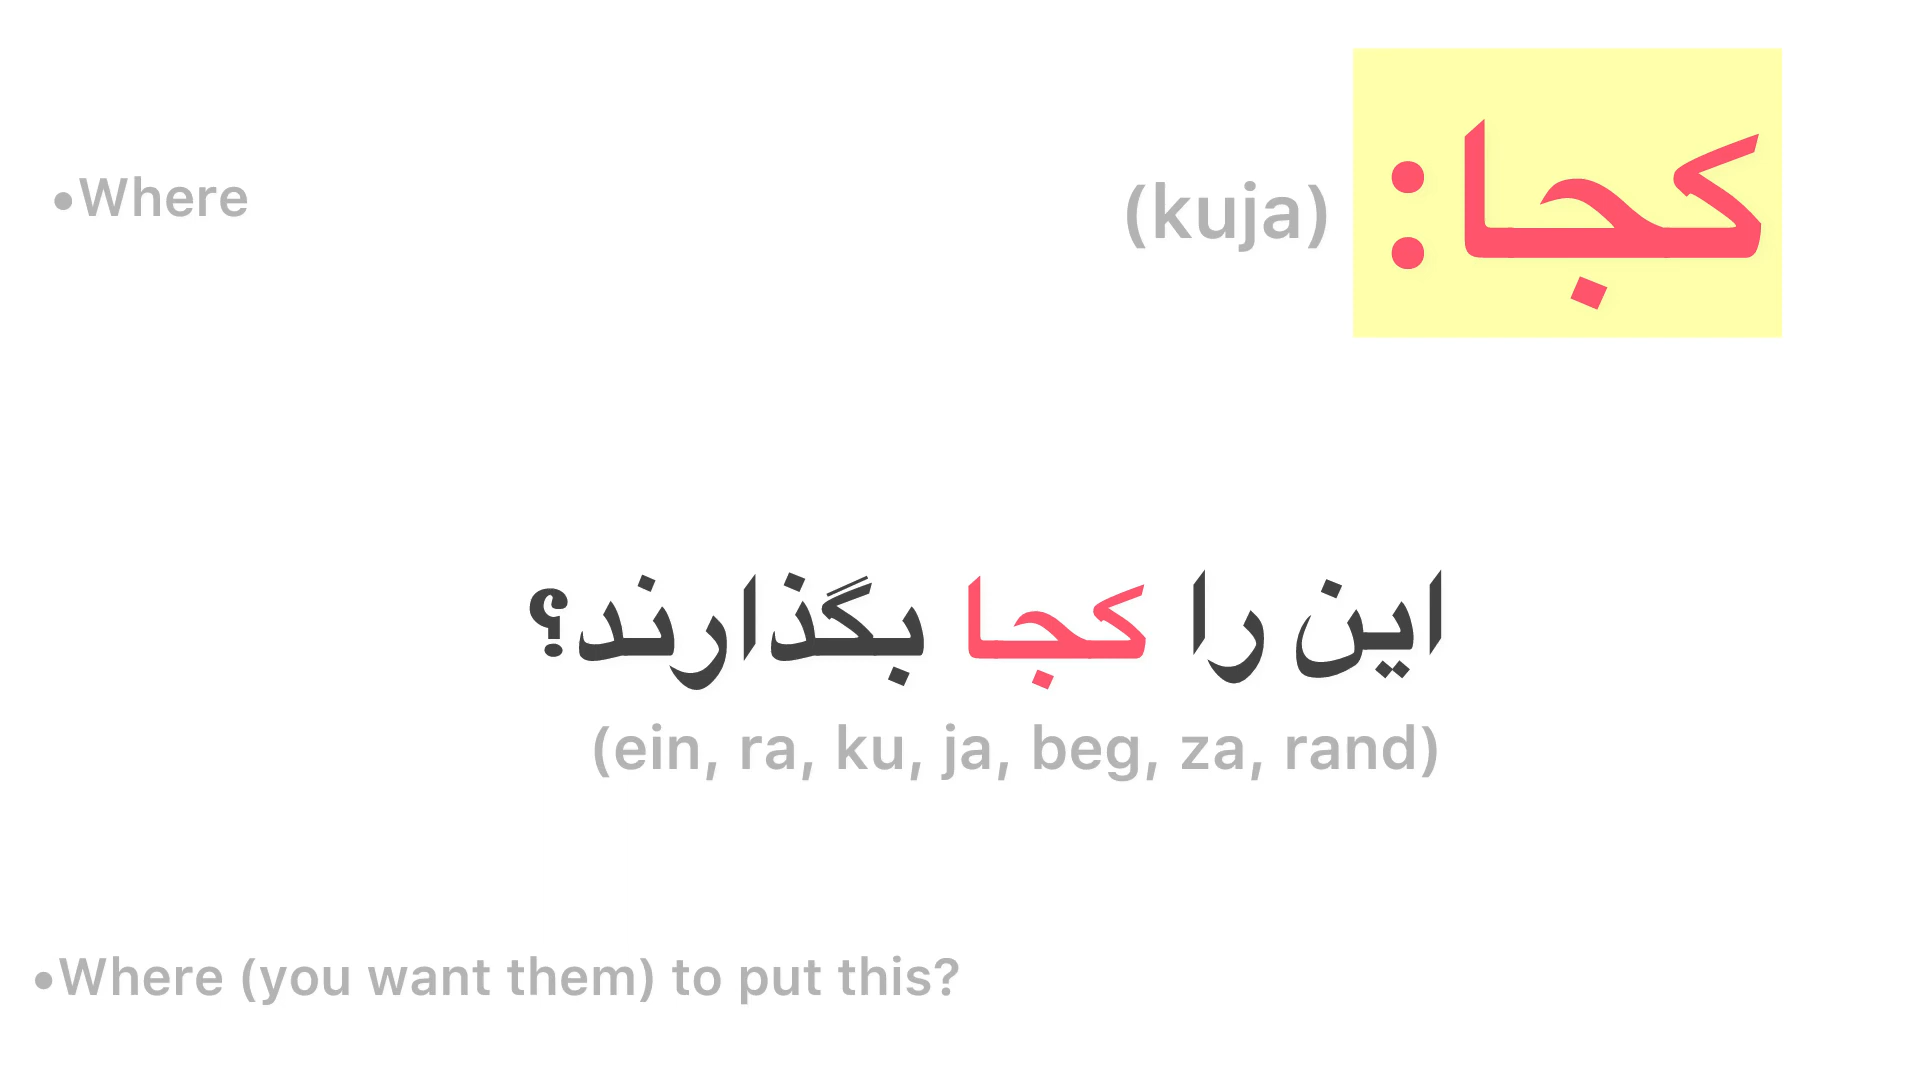 •Where
(kuja) کجا:
این را کجا بگذارند؟
(ein, ra, ku, ja, beg, za, rand)
•Where (you want them) to put this?